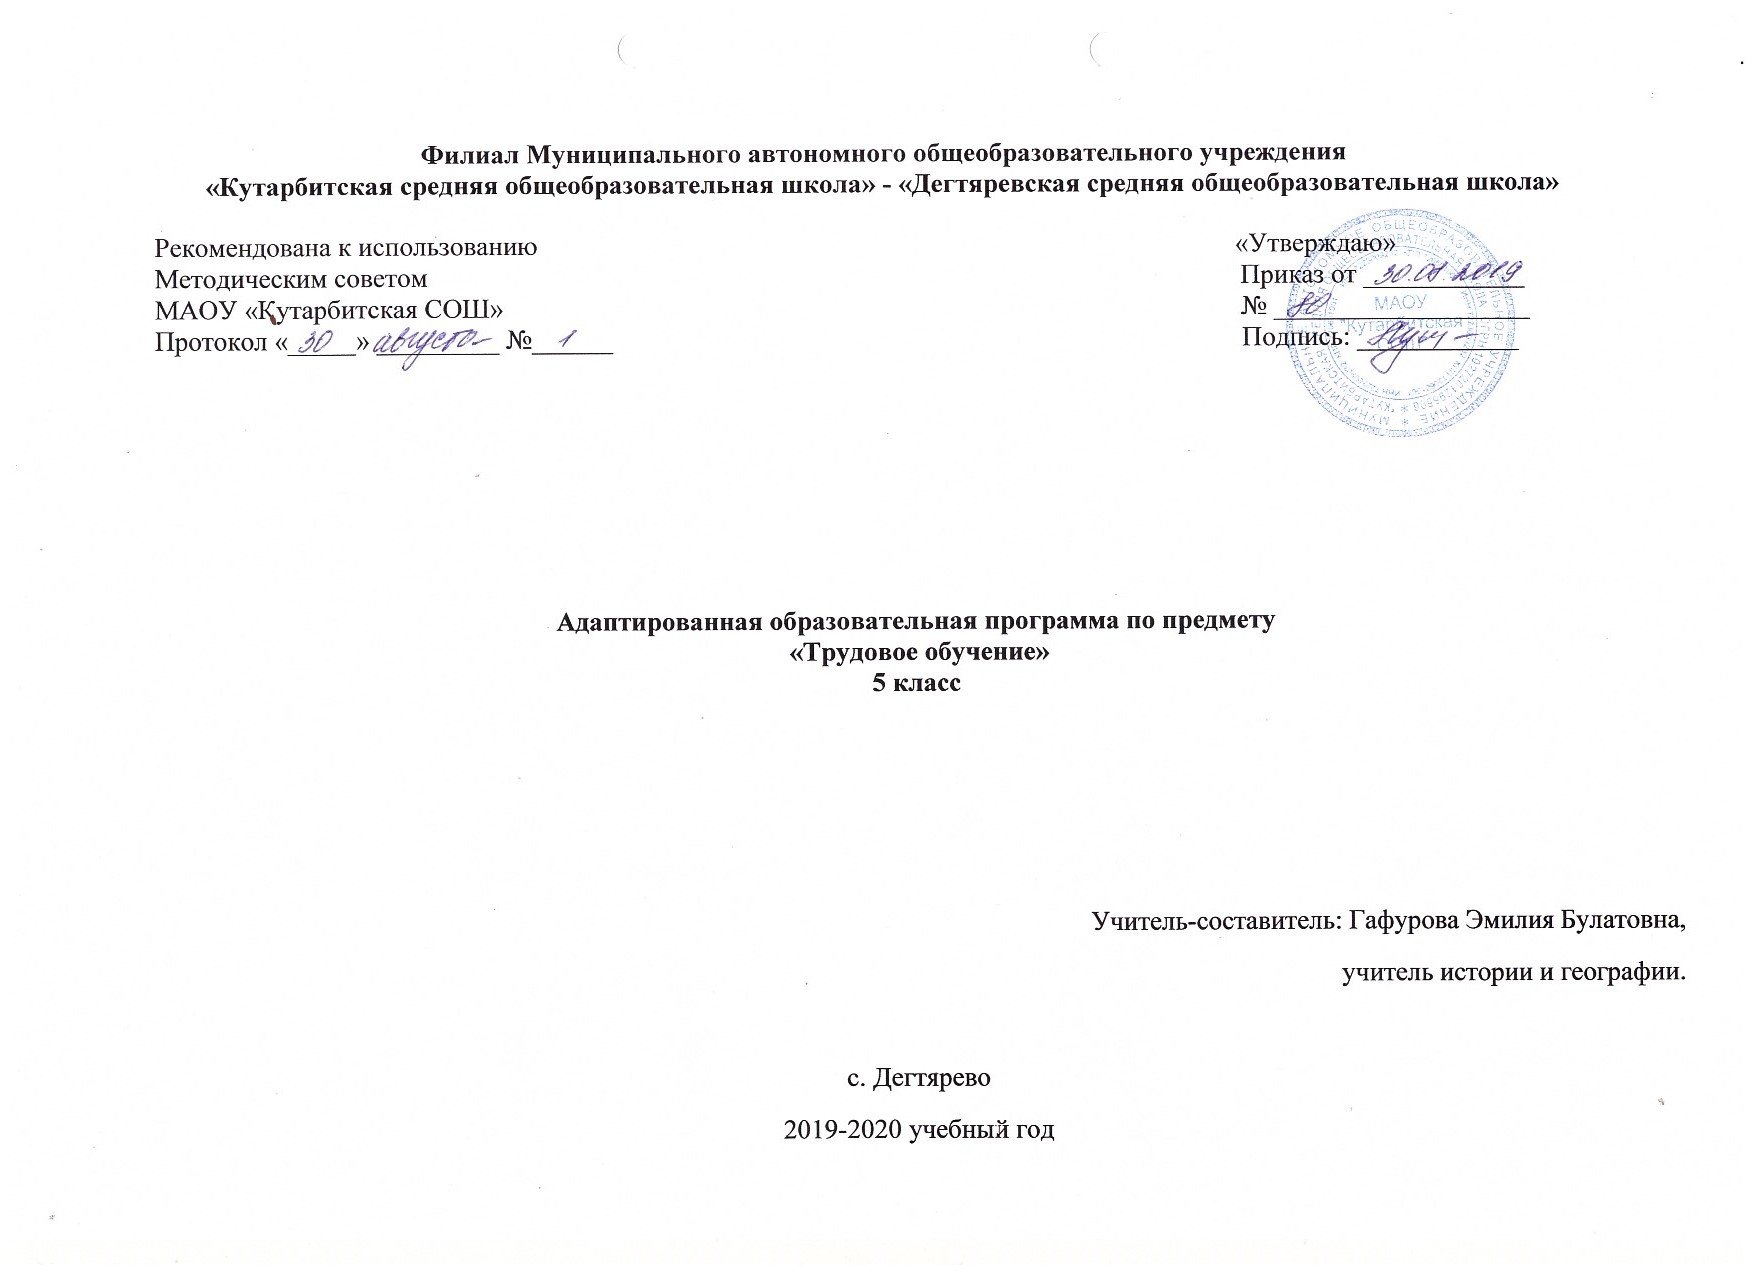 Филиал Муниципального автономного общеобразовательного учреждения
«Кутарбитская средняя общеобразовательная школа» - «Дегтяревская средняя общеобразовательная школа»
Рекомендована к использованию
Методическим советом
МАОУ «Кутарбитская СОШ»
Протокол «30» августа №1
«Утверждаю»
Приказ от 30.08.2019
№ 80
Подпись:
МАОУ
"Кутарбитская
Адаптированная образовательная программа по предмету
«Трудовое обучение»
5 класс
Учитель-составитель: Гафурова Эмилия Булатовна,
учитель истории и географии.
с. Дегтярево
2019-2020 учебный год